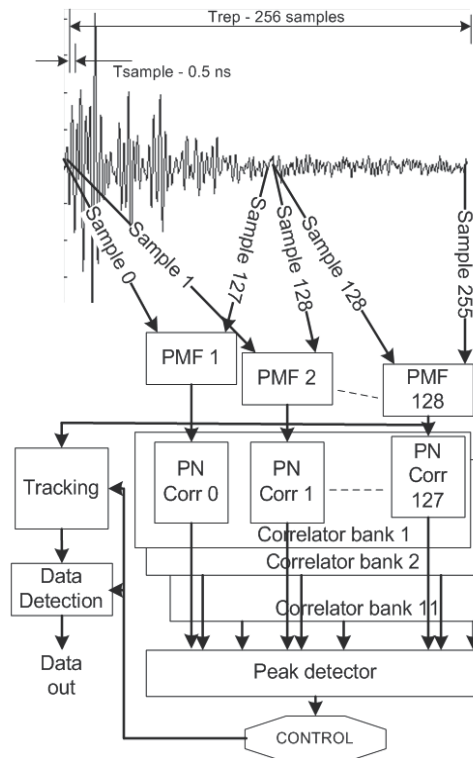 Trep - 256 samples
Tsample - 0.5 ns
Sample 0
Sample 1
Sample 127
Sample 128
Sample 128
Sample 255
PMF 1
PMF 2
PMF
128
Tracking
PN
Corr 0
PN
Corr 1
PN
Corr
127
Correlator bank 1
Data
Detection
Correlator bank 2
Correlator bank 11
Data
out
Peak detector
CONTROL